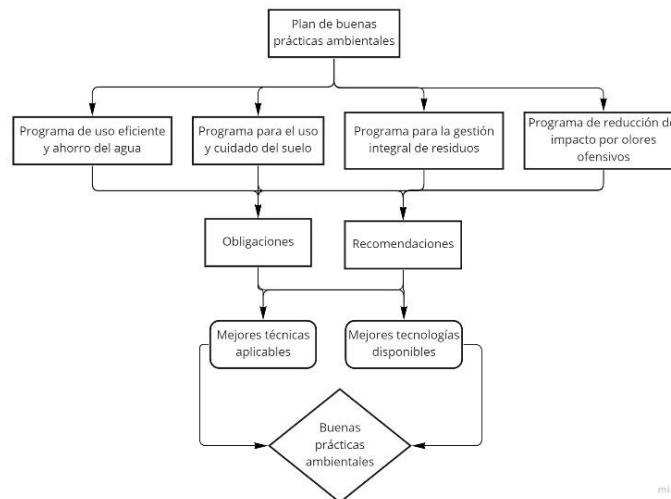 Plan de buenas
prácticas ambientales
Programa de uso eficiente
y ahorro del agua
Programa para el uso
y cuidado del suelo
Programa para la gestión
integral de residuos
Programa de reducción de
impacto por olores
ofensivos
Obligaciones
Recomendaciones
Mejores técnicas
aplicables
Mejores tecnologías
disponibles
Buenas
prácticas
ambientales
mi